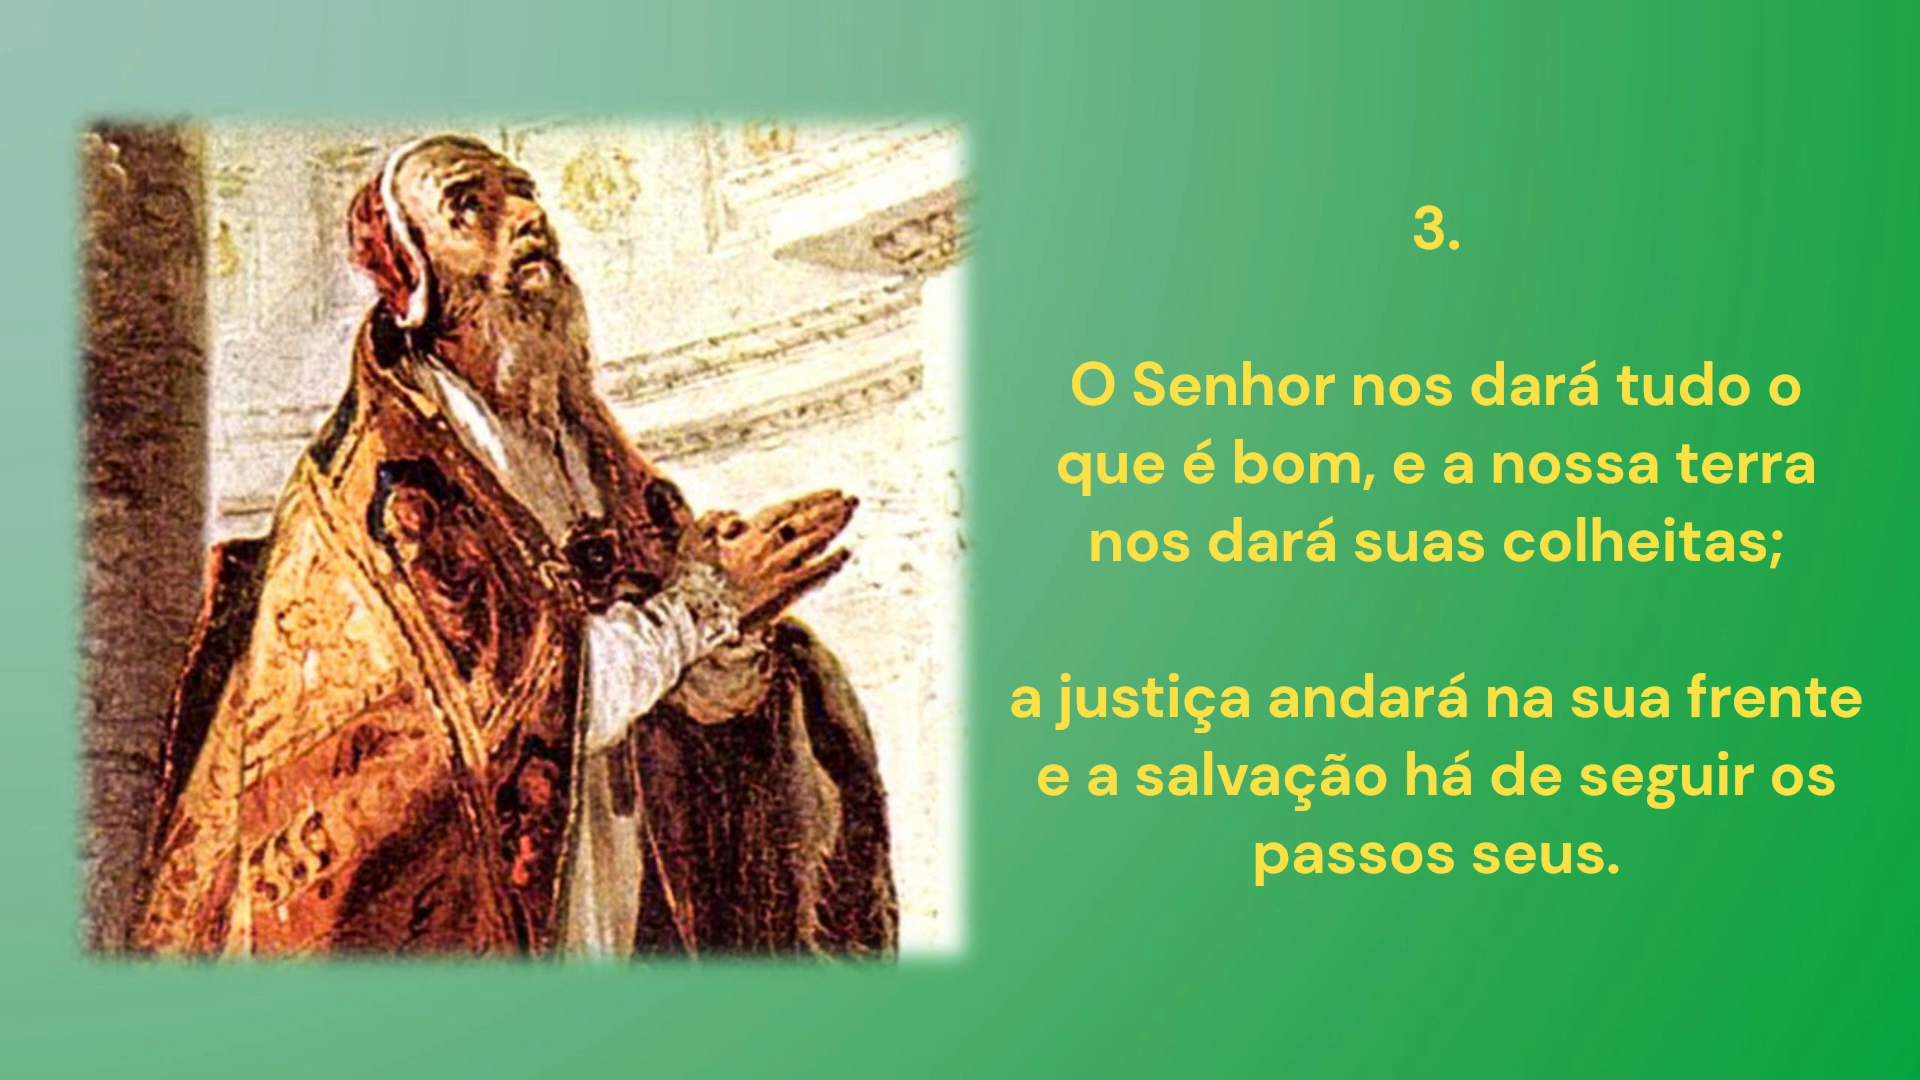 3.
O Senhor nos dará tudo o
que é bom, e a nossa terra
nos dará suas colheitas;
a justiça andará na sua frente
e a salvação há de seguir os
passos seus.